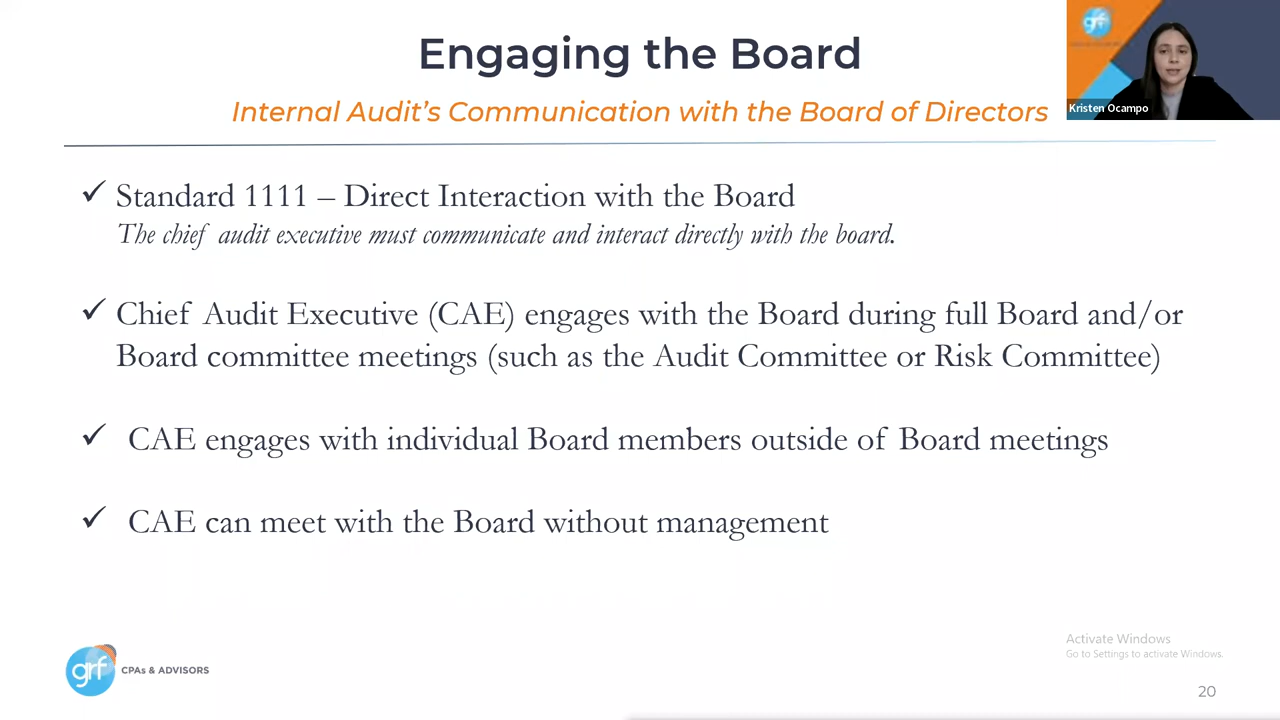 Engaging the Board
Internal Audit's Communication with the Board of Directors
grf
Kristen Ocampo
✓ Standard 1111 – Direct Interaction with the Board
The chief audit executive must communicate and interact directly with the board.
✓ Chief Audit Executive (CAE) engages with the Board during full Board and/or
Board committee meetings (such as the Audit Committee or Risk Committee)
✓ CAE engages with individual Board members outside of Board meetings
✓ CAE can meet with the Board without management
grf CPAs & ADVISORS
Activate Windows
Go to Settings to activate Windows.
20